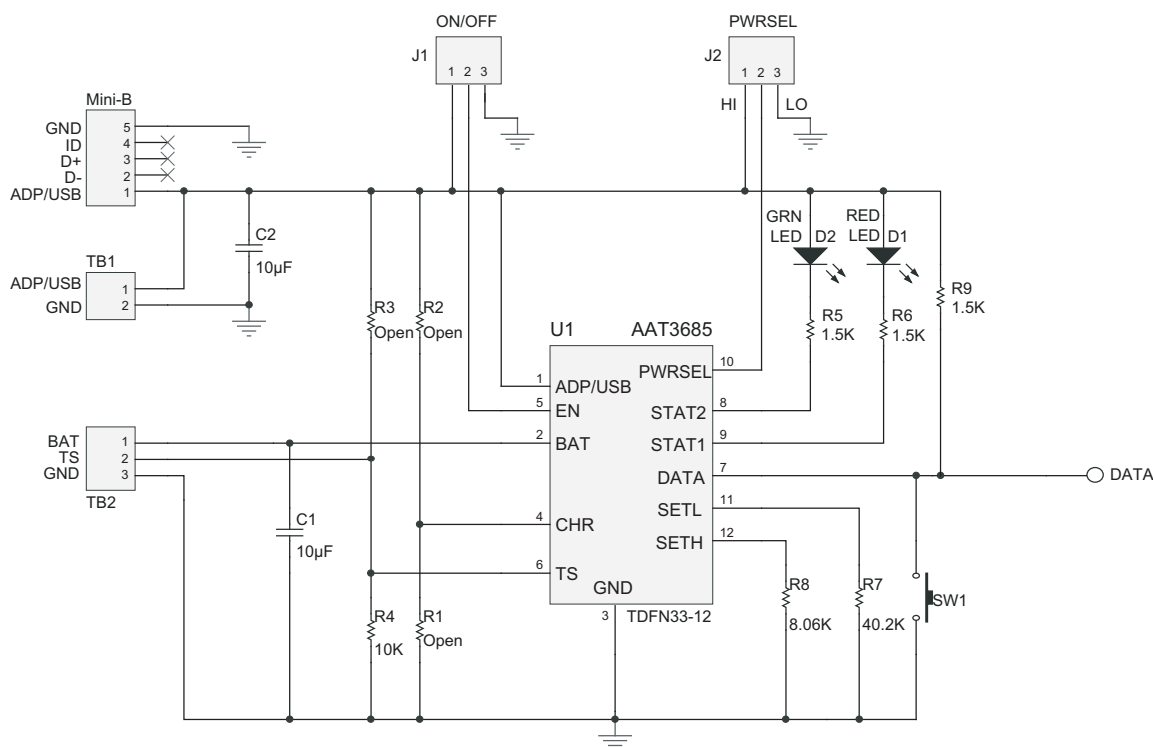 ON/OFF
J1
1 2 3
PWRSEL
J2
1 2 3
HI
LO
Mini-B
GND 5
ID 4
D+ 3
D- 2
ADP/USB 1
C2
10µF
TB1
ADP/USB 1
GND 2
GRN
LED D2
RED
LED D1
R9
1.5K
R3
Open
R2
Open
R5
1.5K
R6
1.5K
U1 AAT3685
1 ADP/USB
5 EN
2 BAT
4 CHR
6 TS
GND
3
PWRSEL 10
STAT2 8
STAT1 9
DATA 7
SETL 11
SETH 12
TDFN33-12
DATA
BAT 1
TS 2
GND 3
TB2
C1
10µF
R4
10K
R1
Open
R8
8.06K
R7
40.2K
SW1